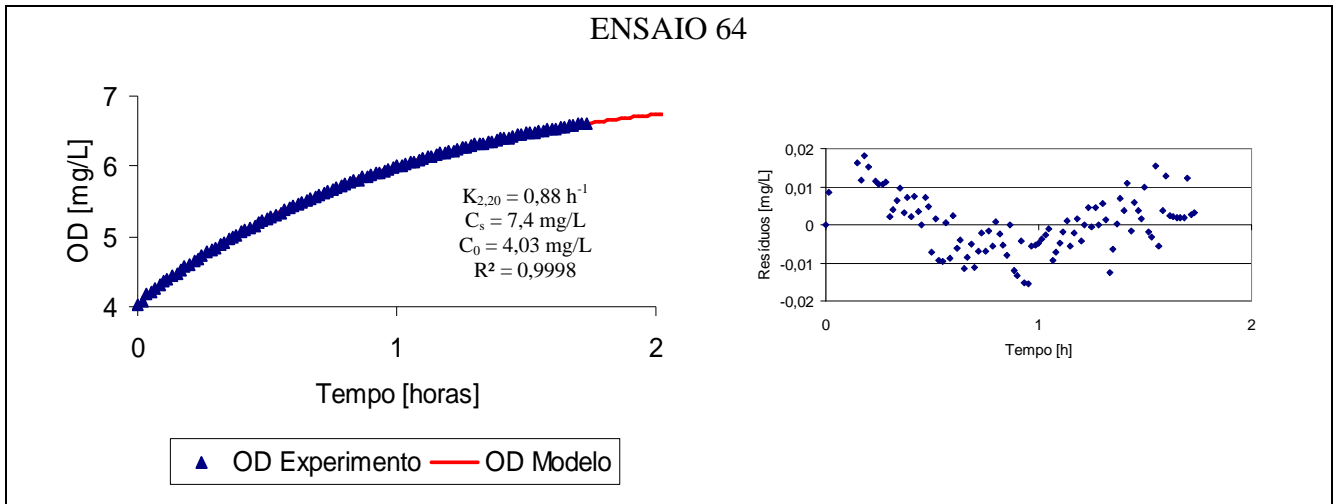 ENSAIO 64
7
6
5
4
OD [mg/L]
0 1 2
Tempo [horas]
K2,20 = 0,88 h-1
Cs = 7,4 mg/L
C0 = 4,03 mg/L
R² = 0,9998
OD Experimento OD Modelo
0,02
0,01
0
-0,01
-0,02
Resíduos [mg/L]
0 1 2
Tempo [h]